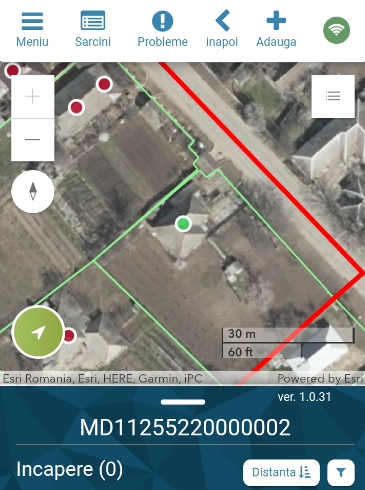 Meniu Sarcini Probleme inapoi Adauga
30 m
60 ft
Esri Romania, Esri, HERE, Garmin, iPC Powered by Esri
ver. 1.0.31
MD11255220000002
Incapere (0)
Distanta